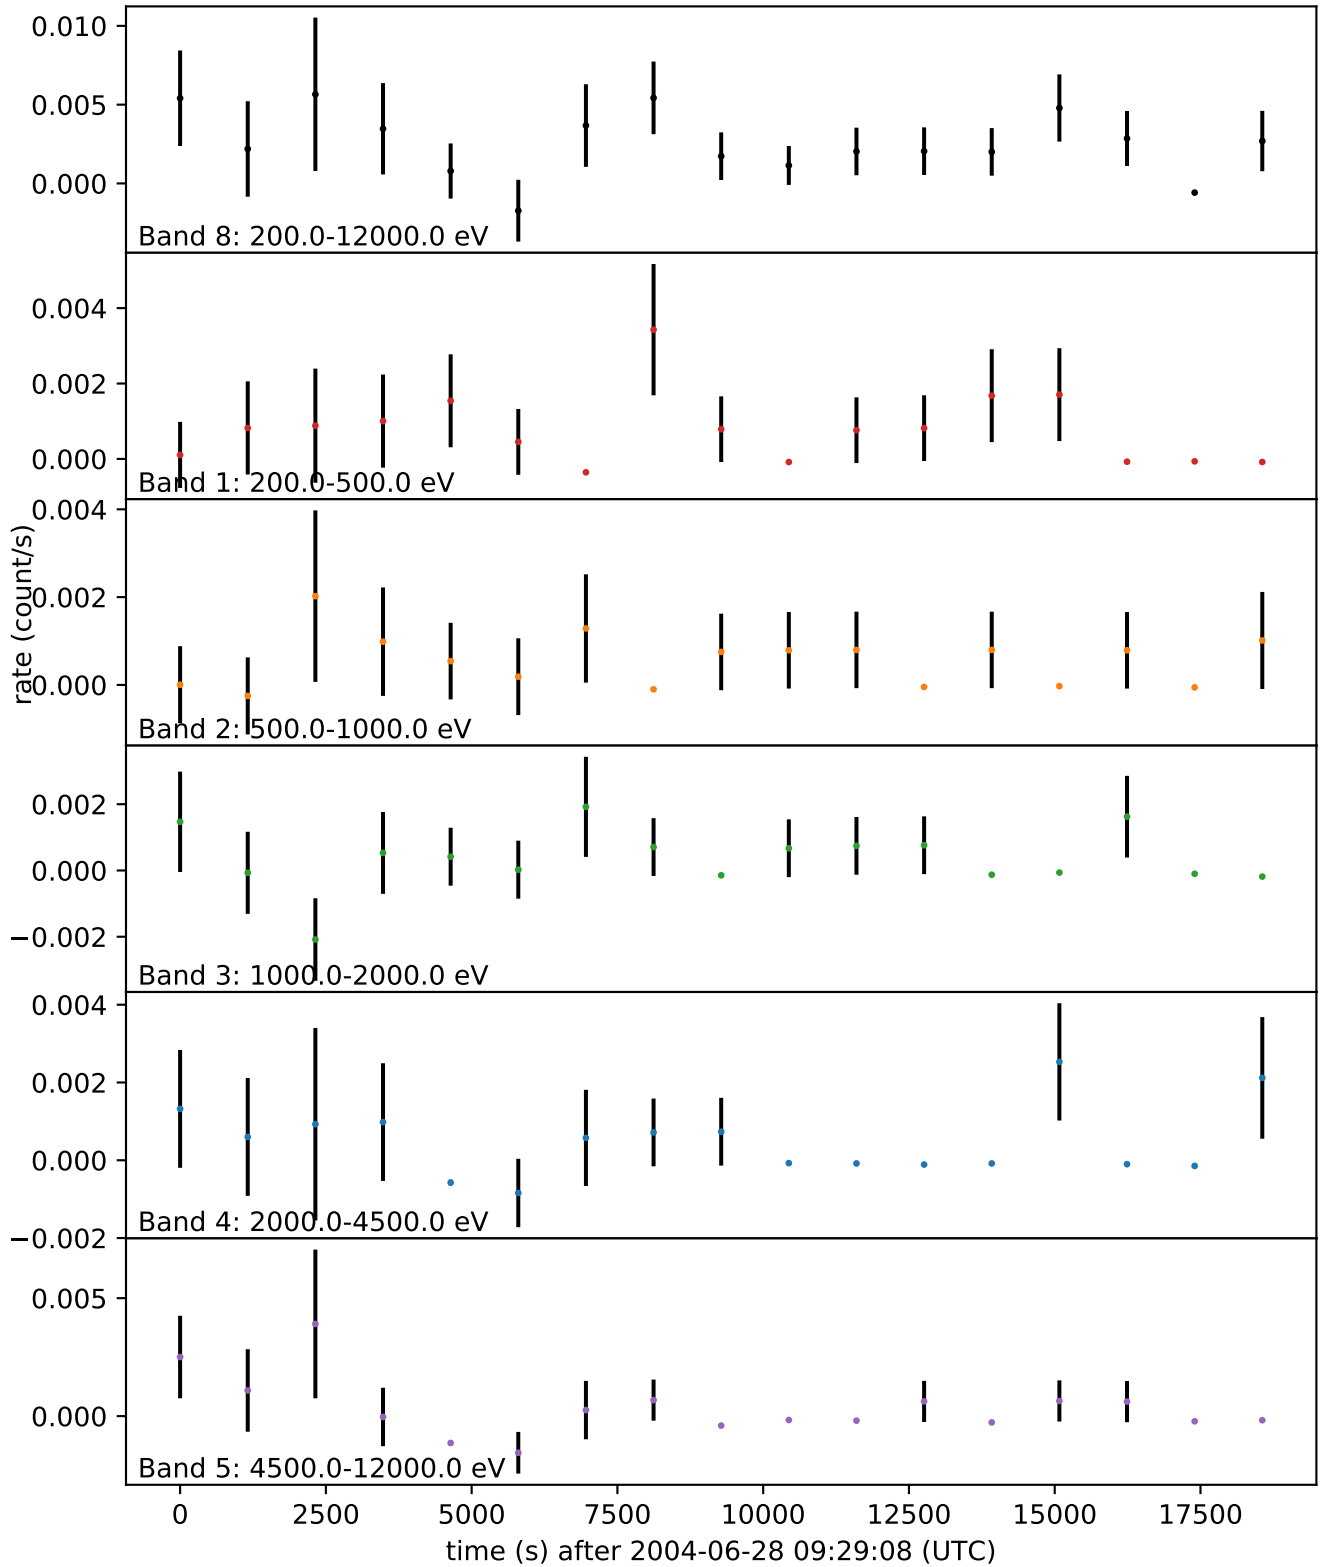 0.010
0.005
0.000
Band 8: 200.0-12000.0 eV
0.004
0.002
0.000
Band 1: 200.0-500.0 eV
rate (count/s)
0.004
0.002
0.000
Band 2: 500.0-1000.0 eV
0.002
0.000
−0.002
Band 3: 1000.0-2000.0 eV
0.004
0.002
0.000
−0.002
Band 4: 2000.0-4500.0 eV
0.005
0.000
Band 5: 4500.0-12000.0 eV
0 2500 5000 7500 10000 12500 15000 17500
time (s) after 2004-06-28 09:29:08 (UTC)